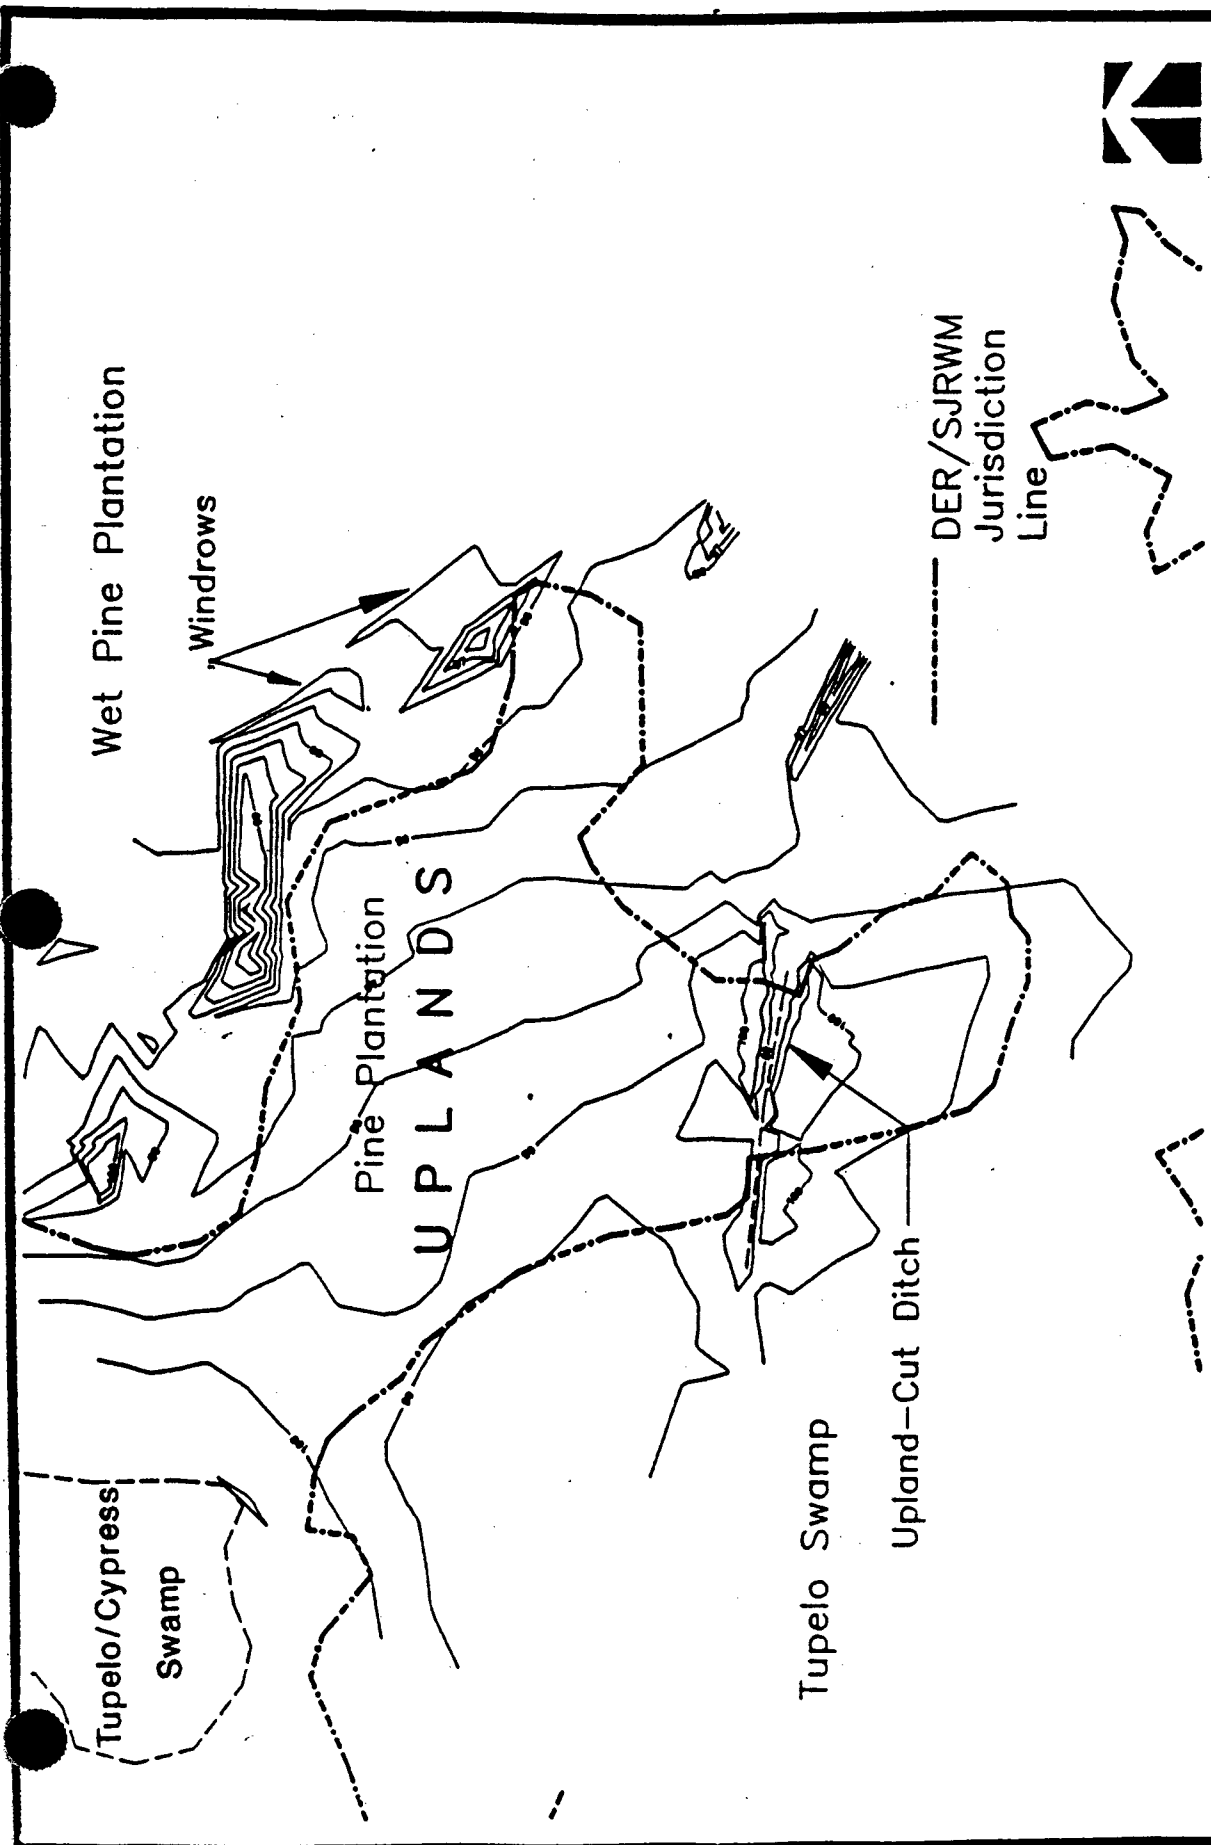 Tupelo/Cypress
Swamp
Wet Pine Plantation
Windrows
Pine Plantation
UPLANDS
Tupelo Swamp
Upland-Cut Ditch
DER/SJRWM
Jurisdiction
Line